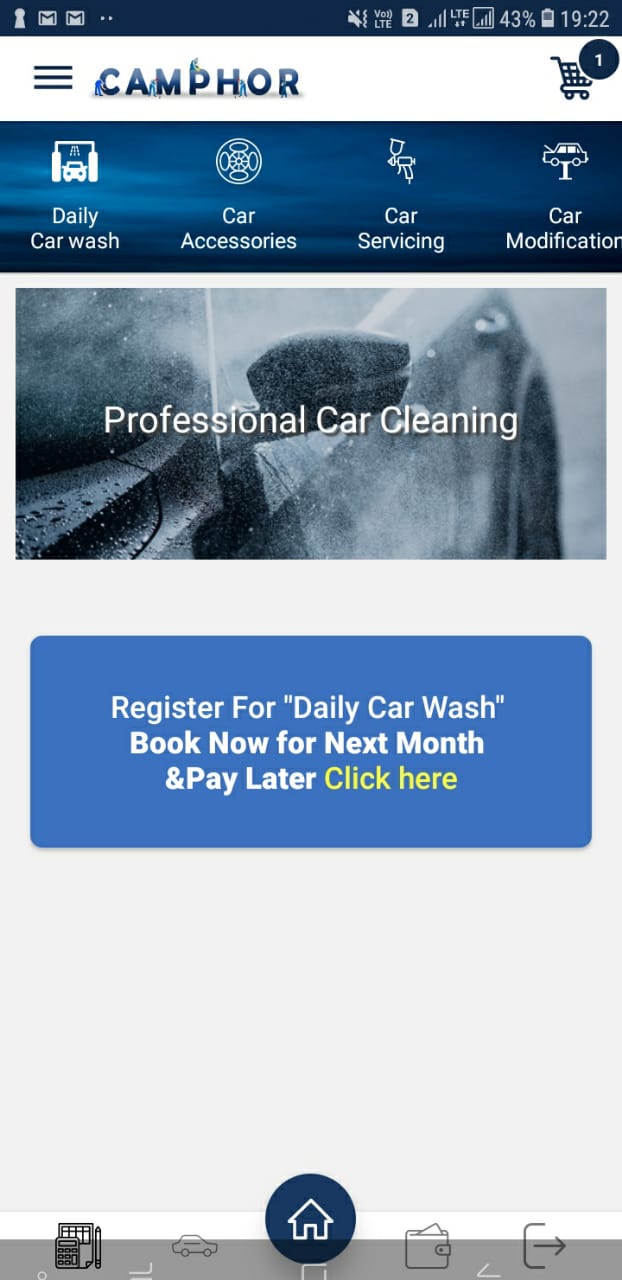 Voo)
LTE
2
LTE
43%
19:22
CAMPHOR
1
Daily
Car wash
Car
Accessories
Car
Servicing
Car
Modification
Professional Car Cleaning
Register For "Daily Car Wash"
Book Now for Next Month
&Pay Later Click here